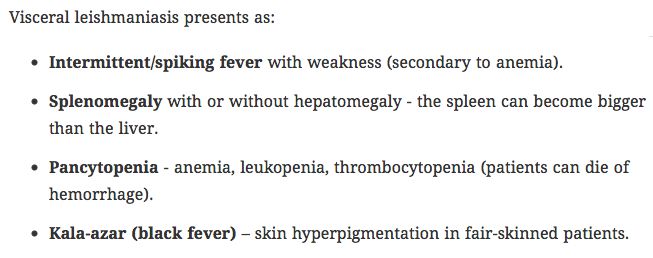 Visceral leishmaniasis presents as:
• Intermittent/spiking fever with weakness (secondary to anemia).
• Splenomegaly with or without hepatomegaly - the spleen can become bigger
than the liver.
• Pancytopenia - anemia, leukopenia, thrombocytopenia (patients can die of
hemorrhage).
• Kala-azar (black fever) – skin hyperpigmentation in fair-skinned patients.